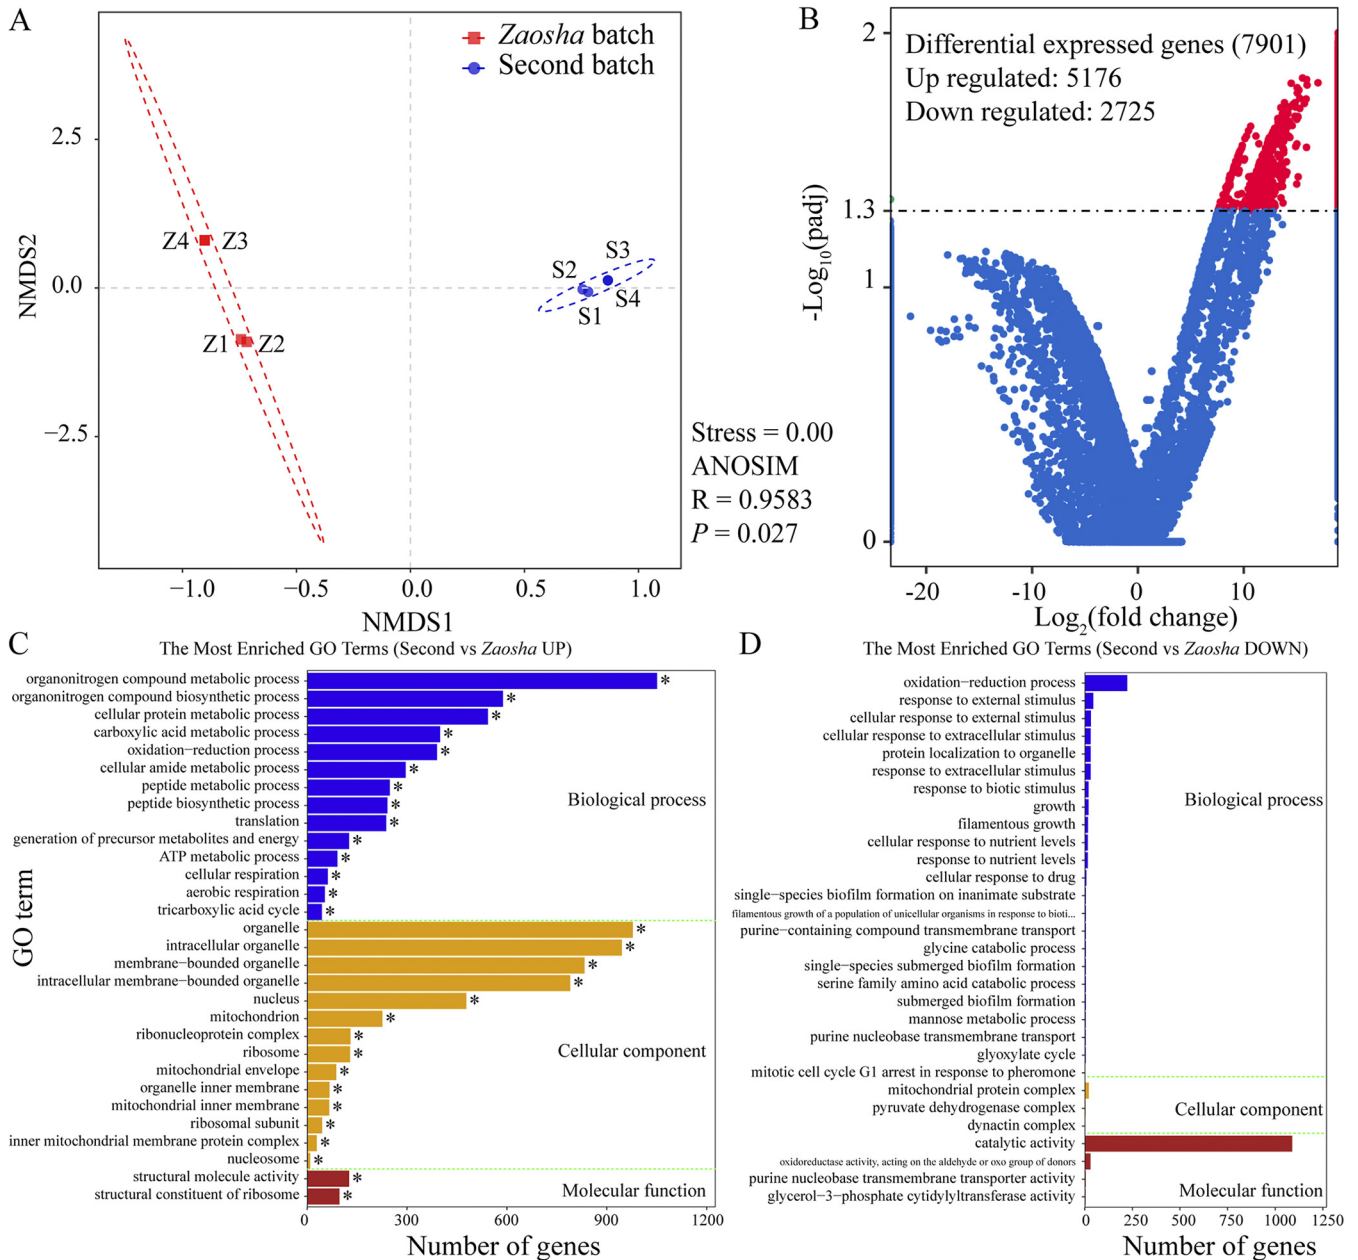 A
Zaosha batch
Second batch
NMDS2
2.5
0.0
−2.5
Z4
Z3
Z1
Z2
S3
S2
S4
S1
Stress = 0.00
ANOSIM
R = 0.9583
P = 0.027
−1.0
−0.5
0.0
0.5
1.0
NMDS1
B
Differential expressed genes (7901)
Up regulated: 5176
Down regulated: 2725
-Log10(padj)
2
1.3
1
0
-20
-10
0
10
Log2(fold change)
C
The Most Enriched GO Terms (Second vs Zaosha UP)
GO term
organonitrogen compound metabolic process *
organonitrogen compound biosynthetic process *
cellular protein metabolic process *
carboxylic acid metabolic process *
oxidation−reduction process *
cellular amide metabolic process *
peptide metabolic process *
peptide biosynthetic process *
translation *
generation of precursor metabolites and energy *
ATP metabolic process *
cellular respiration *
aerobic respiration *
tricarboxylic acid cycle *
Biological process
organelle *
intracellular organelle *
membrane−bounded organelle *
intracellular membrane−bounded organelle *
nucleus *
mitochondrion *
ribonucleoprotein complex *
ribosome *
mitochondrial envelope *
organelle inner membrane *
mitochondrial inner membrane *
ribosomal subunit *
inner mitochondrial membrane protein complex *
nucleosome *
Cellular component
structural molecule activity *
structural constituent of ribosome *
Molecular function
0
300
600
900
1200
Number of genes
D
The Most Enriched GO Terms (Second vs Zaosha DOWN)
oxidation−reduction process
response to external stimulus
cellular response to external stimulus
cellular response to extracellular stimulus
protein localization to organelle
response to extracellular stimulus
response to biotic stimulus
growth
filamentous growth
cellular response to nutrient levels
response to nutrient levels
cellular response to drug
single−species biofilm formation on inanimate substrate
filamentous growth of a population of unicellular organisms in response to bioti...
purine−containing compound transmembrane transport
glycine catabolic process
single−species submerged biofilm formation
serine family amino acid catabolic process
submerged biofilm formation
mannose metabolic process
purine nucleobase transmembrane transport
glyoxylate cycle
mitotic cell cycle G1 arrest in response to pheromone
Biological process
mitochondrial protein complex
pyruvate dehydrogenase complex
dynactin complex
Cellular component
catalytic activity
oxidoreductase activity, acting on the aldehyde or oxo group of donors
purine nucleobase transmembrane transporter activity
glycerol−3−phosphate cytidylyltransferase activity
Molecular function
0
250
500
750
1000
1250
Number of genes